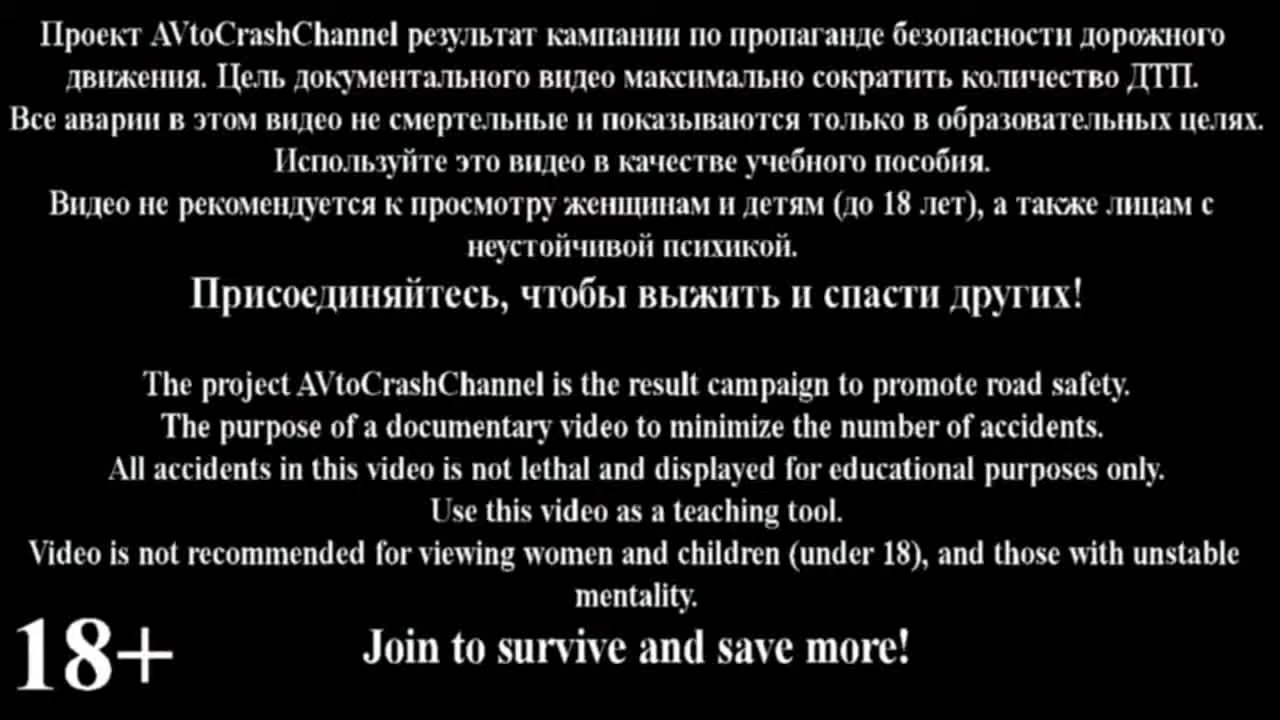 Проект AVtoCrashChannel результат кампании по пропаганде безопасности дорожного
движения. Цель документального видео максимально сократить количество ДТП.
Все аварии в этом видео не смертельные и показываются только в образовательных целях.
Используйте это видео в качестве учебного пособия.
Видео не рекомендуется к просмотру женщинам и детям (до 18 лет), а также лицам с
неустойчивой психикой.
Присоединяйтесь, чтобы выжить и спасти других!
The project AVtoCrashChannel is the result campaign to promote road safety.
The purpose of a documentary video to minimize the number of accidents.
All accidents in this video is not lethal and displayed for educational purposes only.
Use this video as a teaching tool.
Video is not recommended for viewing women and children (under 18), and those with unstable
mentality.
Join to survive and save more!
18+